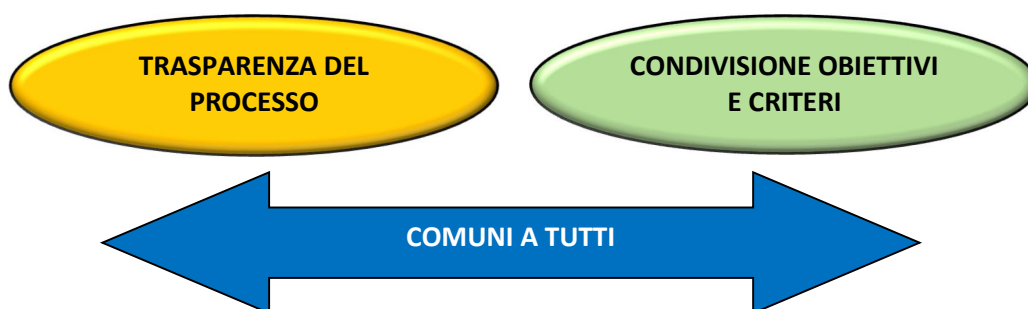 TRASPARENZA DEL
PROCESSO
CONDIVISIONE OBIETTIVI
E CRITERI
COMUNI A TUTTI